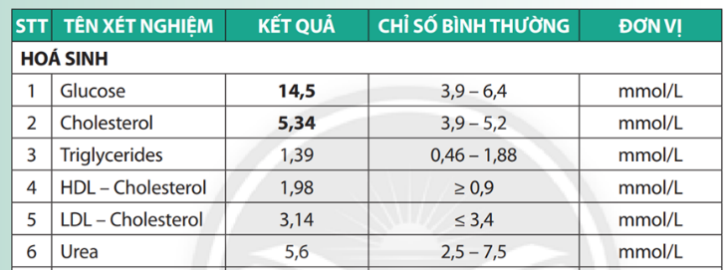 STT TÊN XÉT NGHIỆM KẾT QUẢ CHỈ SỐ BÌNH THƯỜNG ĐƠN VỊ
HOÁ SINH
1 Glucose 14,5 3,9 – 6,4 mmol/L
2 Cholesterol 5,34 3,9 – 5,2 mmol/L
3 Triglycerides 1,39 0,46 – 1,88 mmol/L
4 HDL – Cholesterol 1,98 ≥ 0,9 mmol/L
5 LDL – Cholesterol 3,14 ≤ 3,4 mmol/L
6 Urea 5,6 2,5 – 7,5 mmol/L